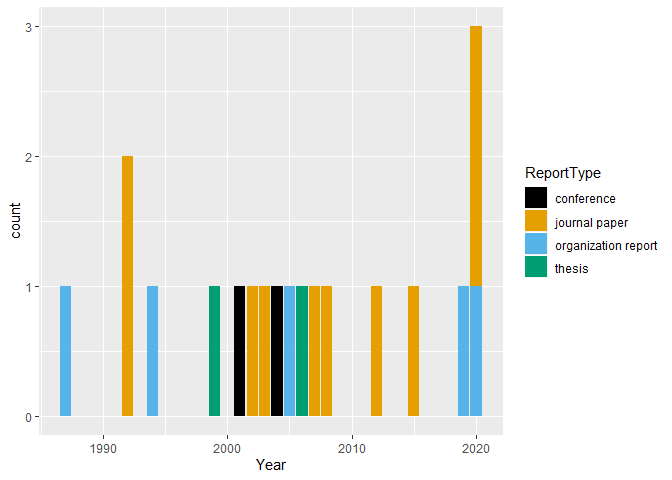 3
2
1
0
count
1990 2000 2010 2020
Year
ReportType
conference
journal paper
organization report
thesis